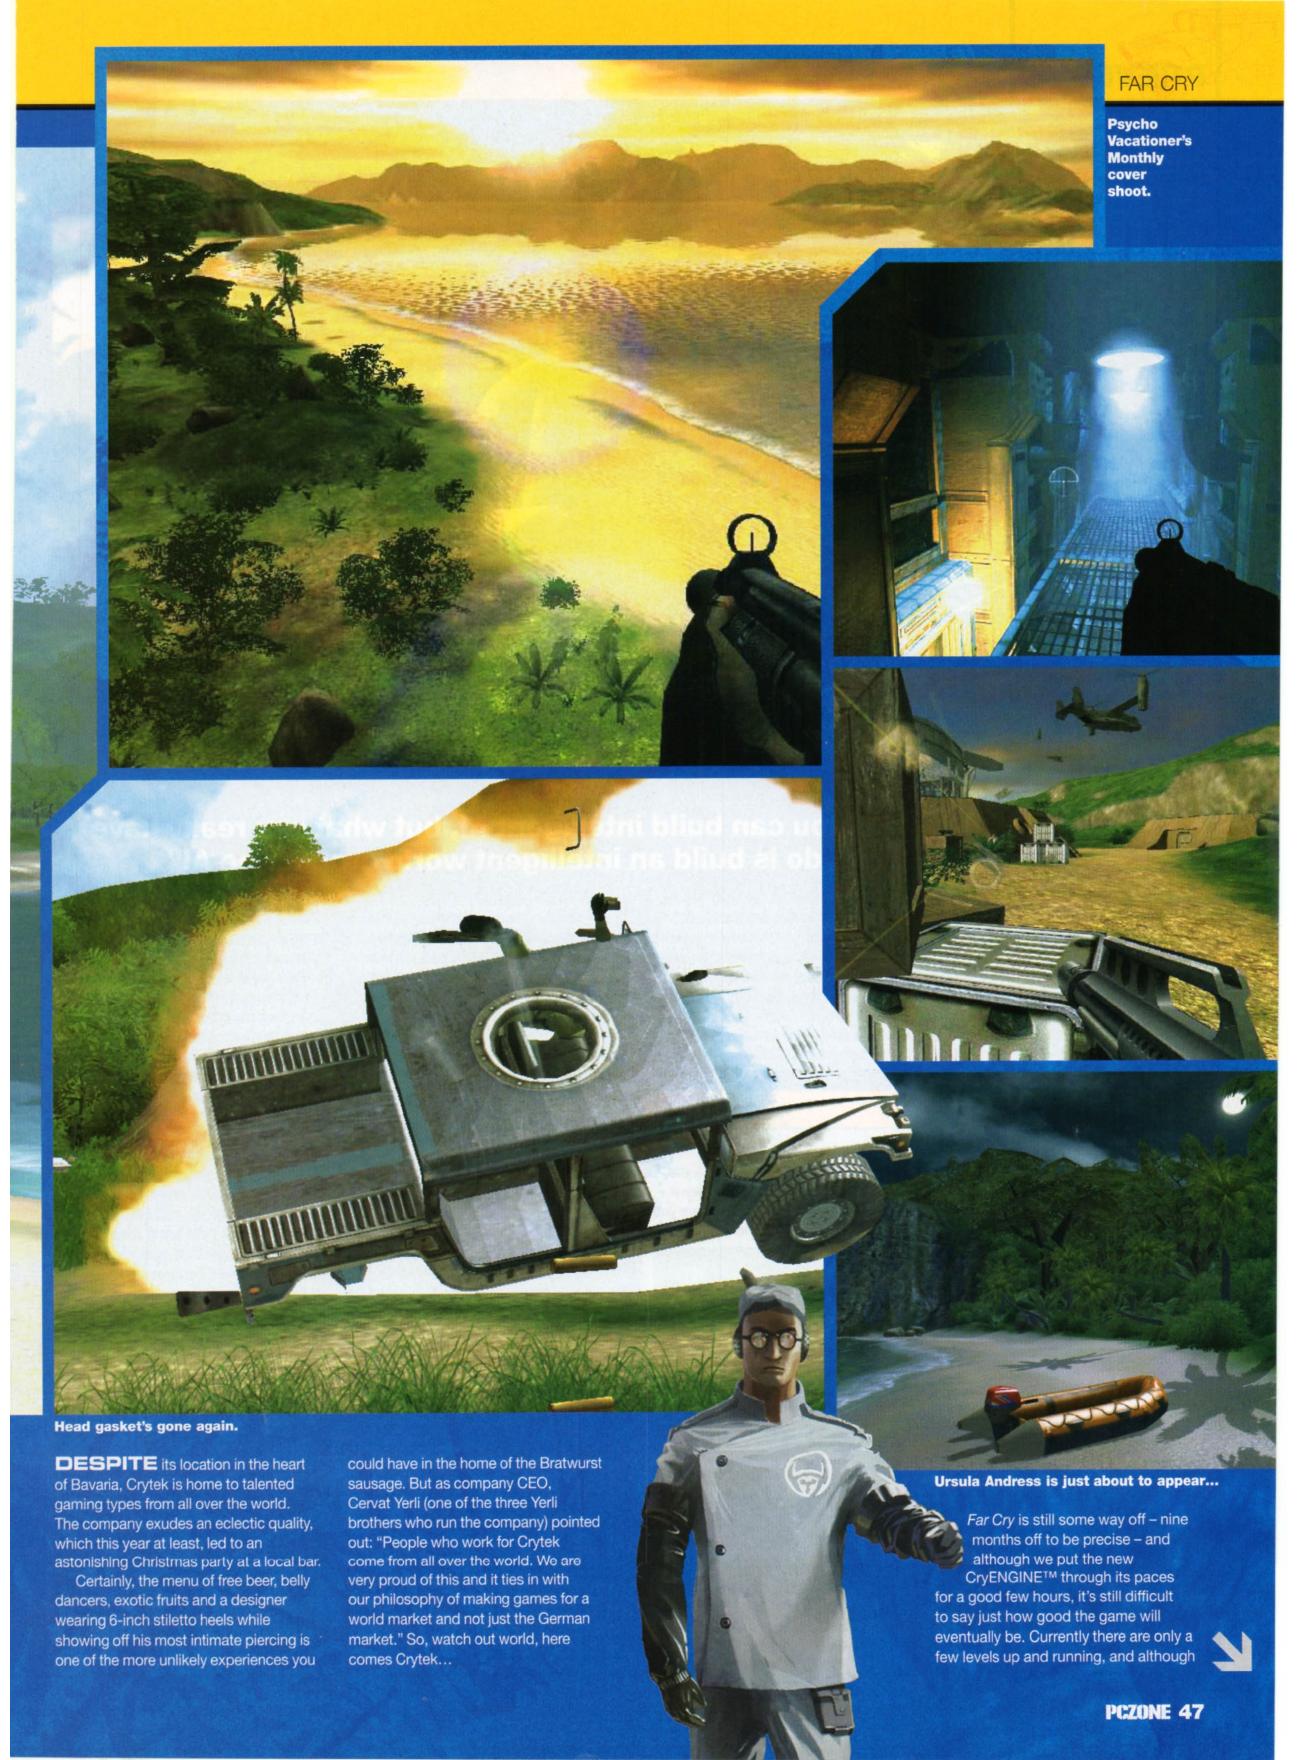 FAR CRY
Psycho
Vacationer's
Monthly
cover
shoot.
Head gasket's gone again.
DESPITE its location in the heart
of Bavaria, Crytek is home to talented
gaming types from all over the world.
The company exudes an eclectic quality,
which this year at least, led to an
astonishing Christmas party at a local bar.
Certainly, the menu of free beer, belly
dancers, exotic fruits and a designer
wearing 6-inch stiletto heels while
showing off his most intimate piercing is
one of the more unlikely experiences you
could have in the home of the Bratwurst
sausage. But as company CEO,
Cervat Yerli (one of the three Yerli
brothers who run the company) pointed
out: “People who work for Crytek
come from all over the world. We are
very proud of this and it ties in with
our philosophy of making games for a
world market and not just the German
market.” So, watch out world, here
comes Crytek...
Ursula Andress is just about to appear...
Far Cry is still some way off – nine
months off to be precise – and
although we put the new
CryENGINE™ through its paces
for a good few hours, it's still difficult
to say just how good the game will
eventually be. Currently there are only a
few levels up and running, and although
PCZONE 47